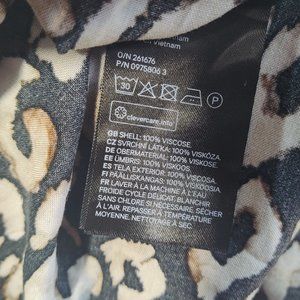 Vietnam
O/N 261676
P/N 0975806 3
30
P
clevercare.info
GB SHELL: 100% VISCOSE.
CZ SVRCHNÍ LÁTKA: 100% VISKÓZA.
DE OBERMATERIAL: 100% VISKOSE.
EE ÜMBRIS: 100% VISKOOS.
ES TELA EXTERIOR: 100% VISCOSA.
FI PÄÄLLISKANGAS: 100% VISKOOSI.
FR LAVER À LA MACHINE À L'EAU
FROIDE CYCLE DÉLICAT. BLANCHIR
SANS CHLORE SI NÉCESSAIRE. SÉCHER
À L'AIR. REPASSER À TEMPÉRATURE
MOYENNE. NETTOYAGE À SEC